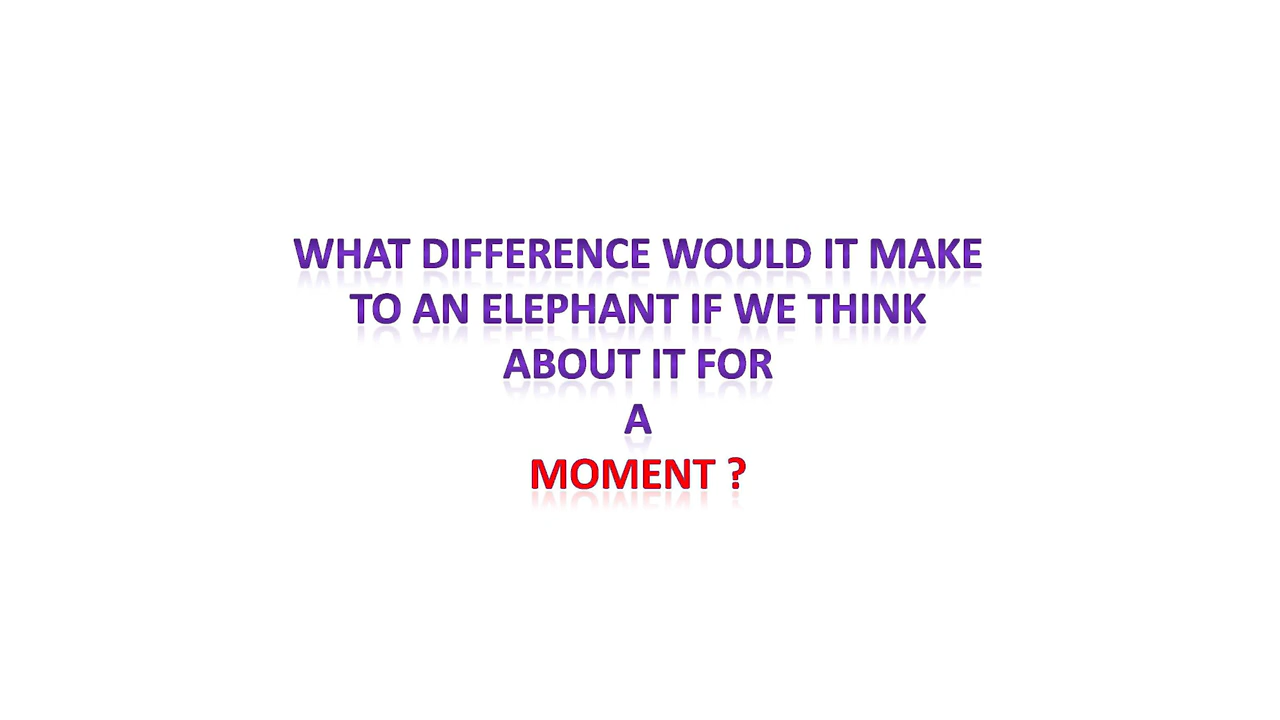 WHAT DIFFERENCE WOULD IT MAKE
TO AN ELEPHANT IF WE THINK
ABOUT IT FOR
A
MOMENT ?